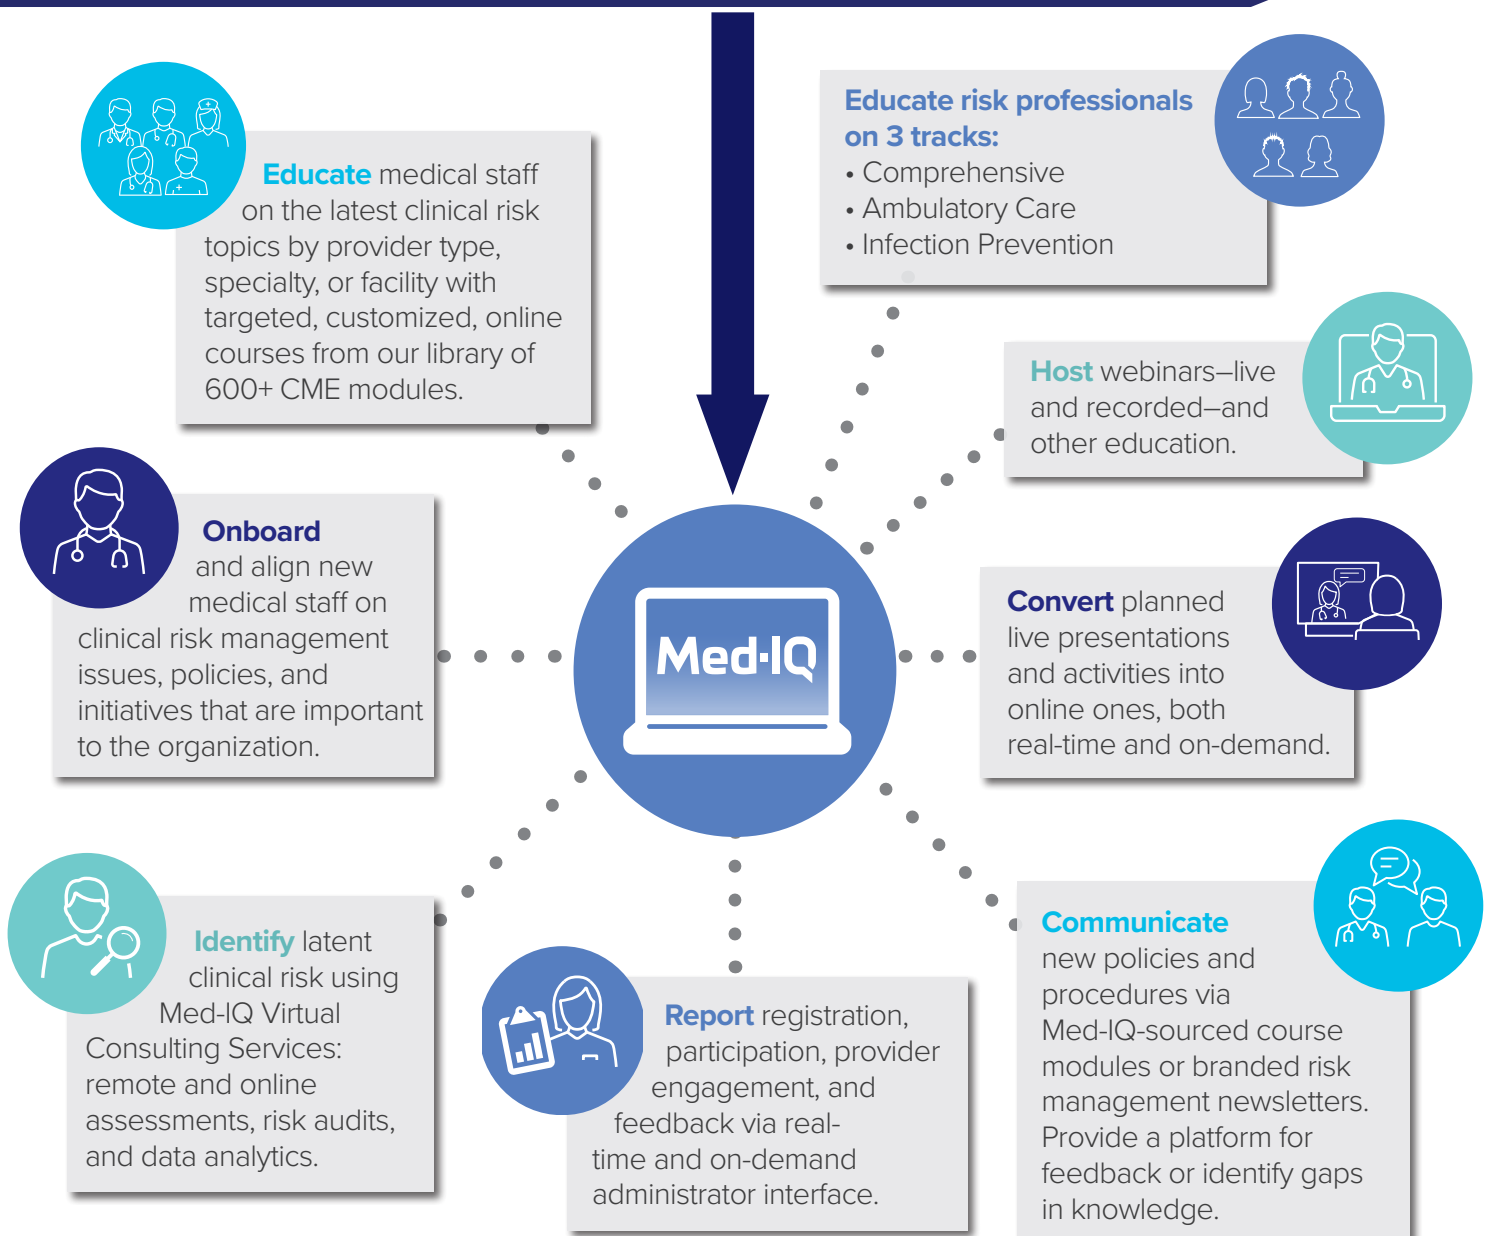 Educate medical staff
on the latest clinical risk
topics by provider type,
specialty, or facility with
targeted, customized, online
courses from our library of
600+ CME modules.
Educate risk professionals
on 3 tracks:
• Comprehensive
• Ambulatory Care
• Infection Prevention
Host webinars–live
and recorded–and
other education.
Onboard
and align new
medical staff on
clinical risk management
issues, policies, and
initiatives that are important
to the organization.
Med·IQ
Convert planned
live presentations
and activities into
online ones, both
real-time and on-demand.
Identify latent
clinical risk using
Med-IQ Virtual
Consulting Services:
remote and online
assessments, risk audits,
and data analytics.
Report registration,
participation, provider
engagement, and
feedback via real-
time and on-demand
administrator interface.
Communicate
new policies and
procedures via
Med-IQ-sourced course
modules or branded risk
management newsletters.
Provide a platform for
feedback or identify gaps
in knowledge.